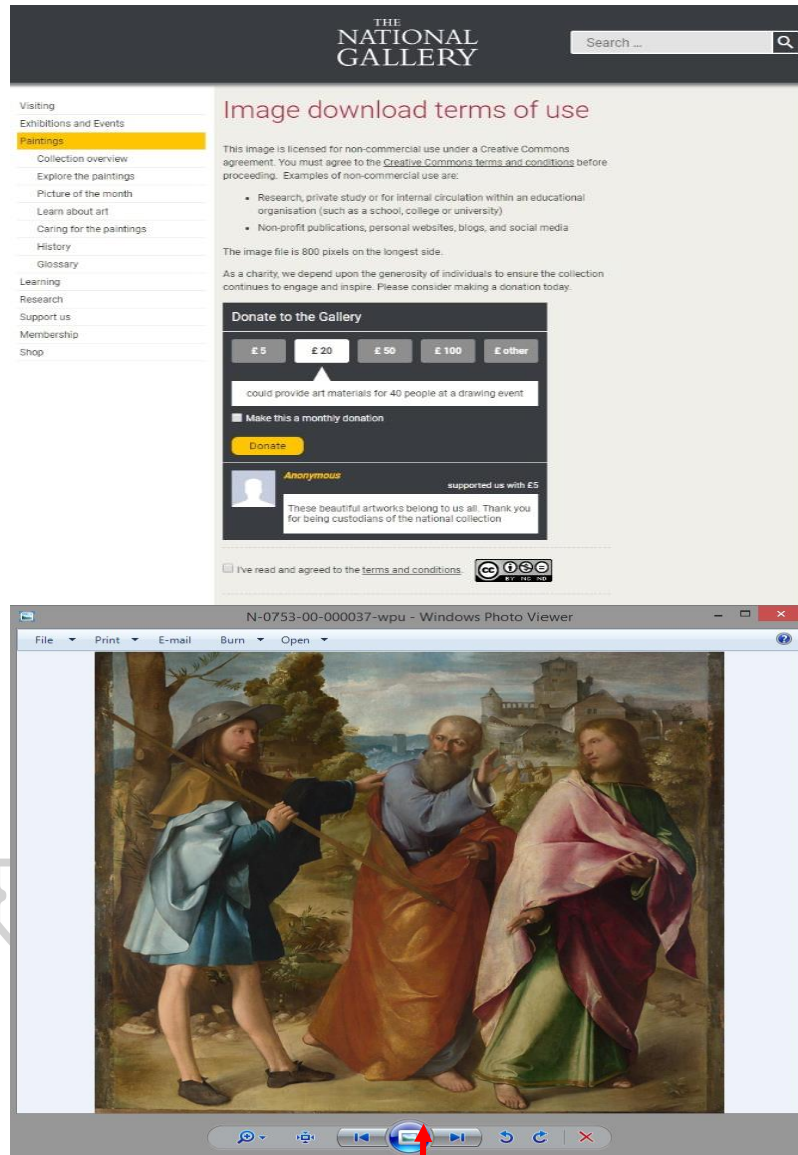 THE
NATIONAL
GALLERY
Search ...
Visiting
Exhibitions and Events
Paintings
Collection overview
Explore the paintings
Picture of the month
Learn about art
Caring for the paintings
History
Glossary
Learning
Research
Support us
Membership
Shop
Image download terms of use
This image is licensed for non-commercial use under a Creative Commons
agreement. You must agree to the Creative Commons terms and conditions before
proceeding. Examples of non-commercial use are:
• Research, private study or for internal circulation within an educational
organisation (such as a school, college or university)
• Non-profit publications, personal websites, blogs, and social media
The image file is 800 pixels on the longest side.
As a charity, we depend upon the generosity of individuals to ensure the collection
continues to engage and inspire. Please consider making a donation today.
Donate to the Gallery
£ 5 £ 20 £ 50 £ 100 £ other
could provide art materials for 40 people at a drawing event
Make this a monthly donation
Donate
Anonymous
supported us with £5
These beautiful artworks belong to us all. Thank you
for being custodians of the national collection
I've read and agreed to the terms and conditions.
cc BY NC ND
N-0753-00-000037-wpu - Windows Photo Viewer
File Print E-mail Burn Open